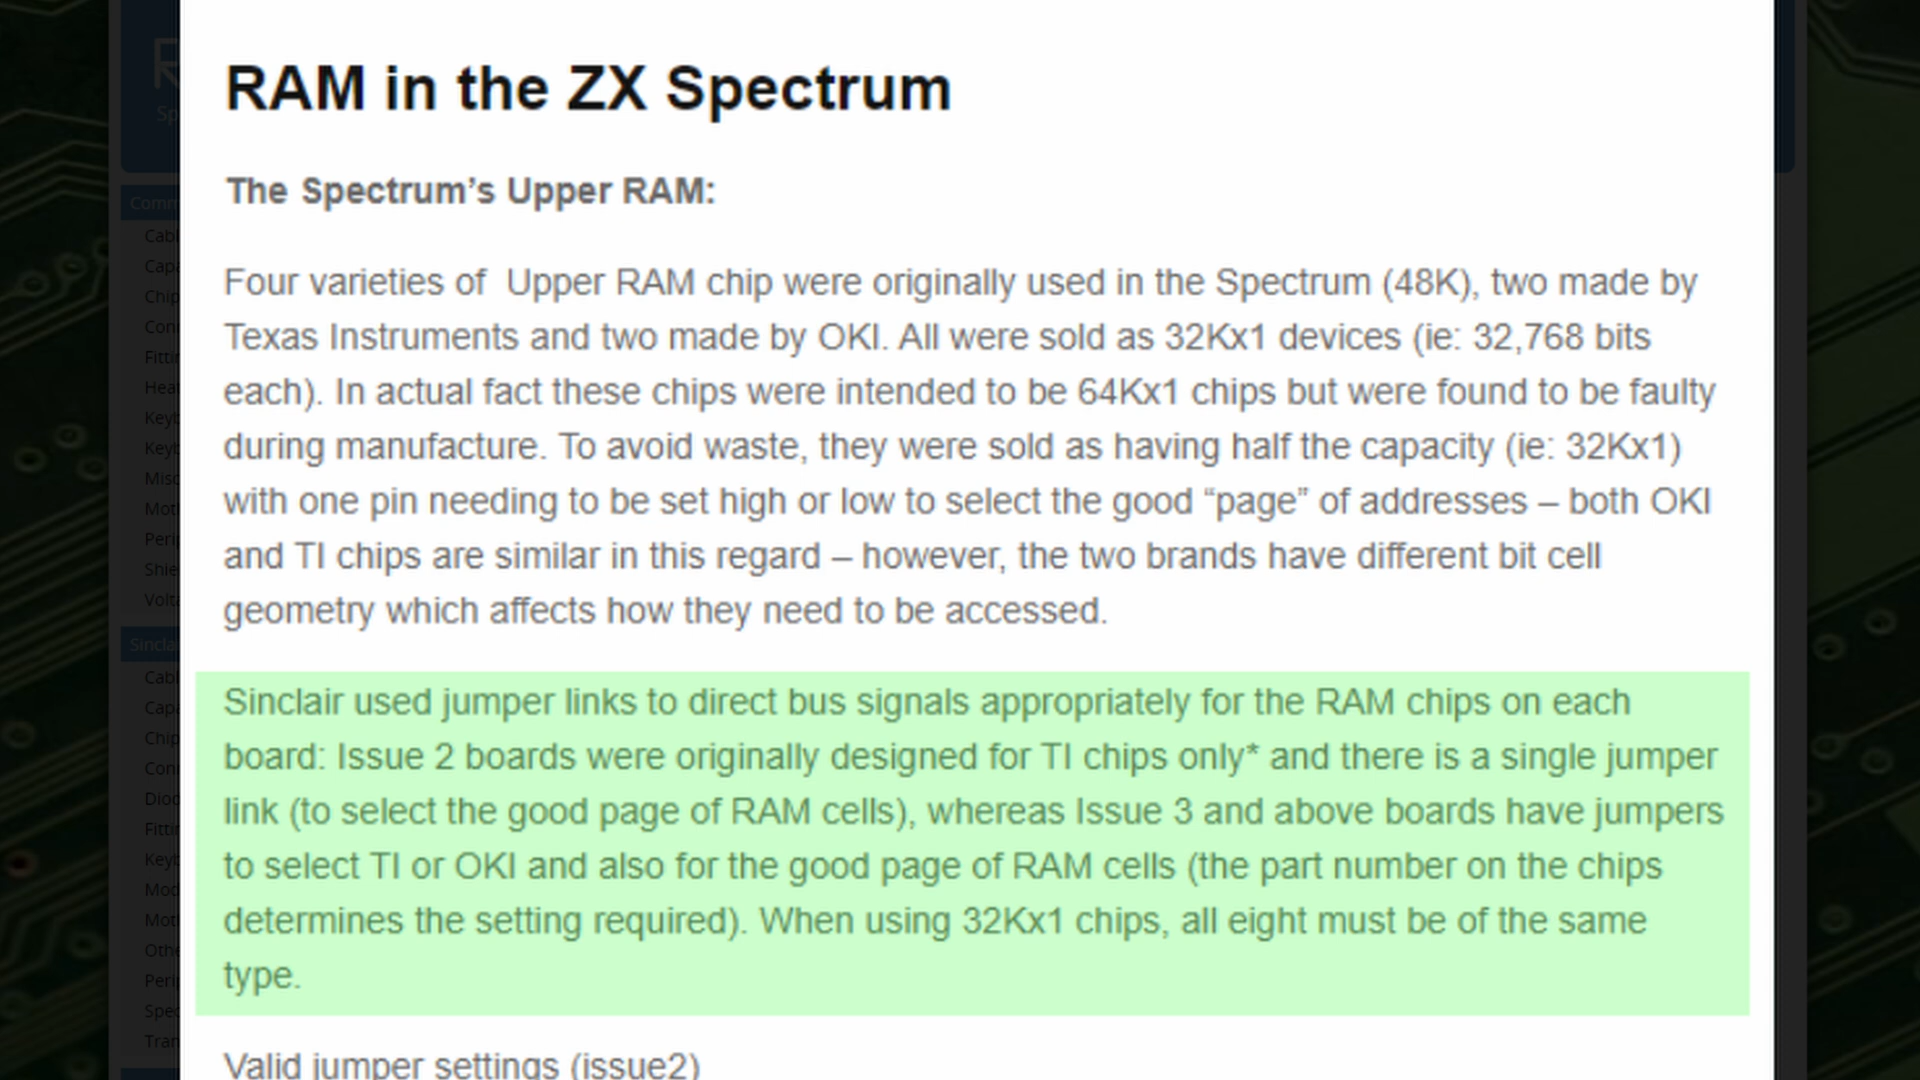 RAM in the ZX Spectrum
The Spectrum’s Upper RAM:
Four varieties of  Upper RAM chip were originally used in the Spectrum (48K), two made by
Texas Instruments and two made by OKI. All were sold as 32Kx1 devices (ie: 32,768 bits
each). In actual fact these chips were intended to be 64Kx1 chips but were found to be faulty
during manufacture. To avoid waste, they were sold as having half the capacity (ie: 32Kx1)
with one pin needing to be set high or low to select the good “page” of addresses – both OKI
and TI chips are similar in this regard – however, the two brands have different bit cell
geometry which affects how they need to be accessed.
Sinclair used jumper links to direct bus signals appropriately for the RAM chips on each
board: Issue 2 boards were originally designed for TI chips only* and there is a single jumper
link (to select the good page of RAM cells), whereas Issue 3 and above boards have jumpers
to select TI or OKI and also for the good page of RAM cells (the part number on the chips
determines the setting required). When using 32Kx1 chips, all eight must be of the same
type.
Valid jumper settings (issue2)